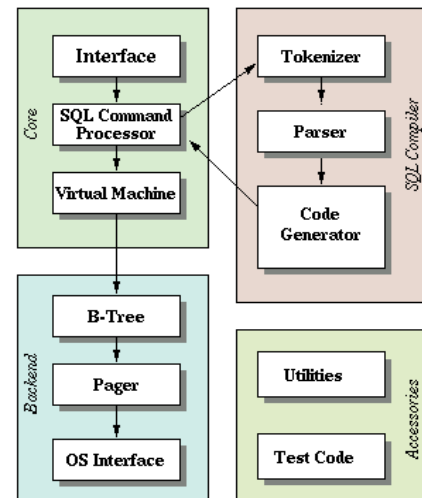 Interface
SQL Command
Processor
Virtual Machine
Core
Tokenizer
Parser
Code
Generator
SQL Compiler
B-Tree
Pager
OS Interface
Backend
Utilities
Test Code
Accessories